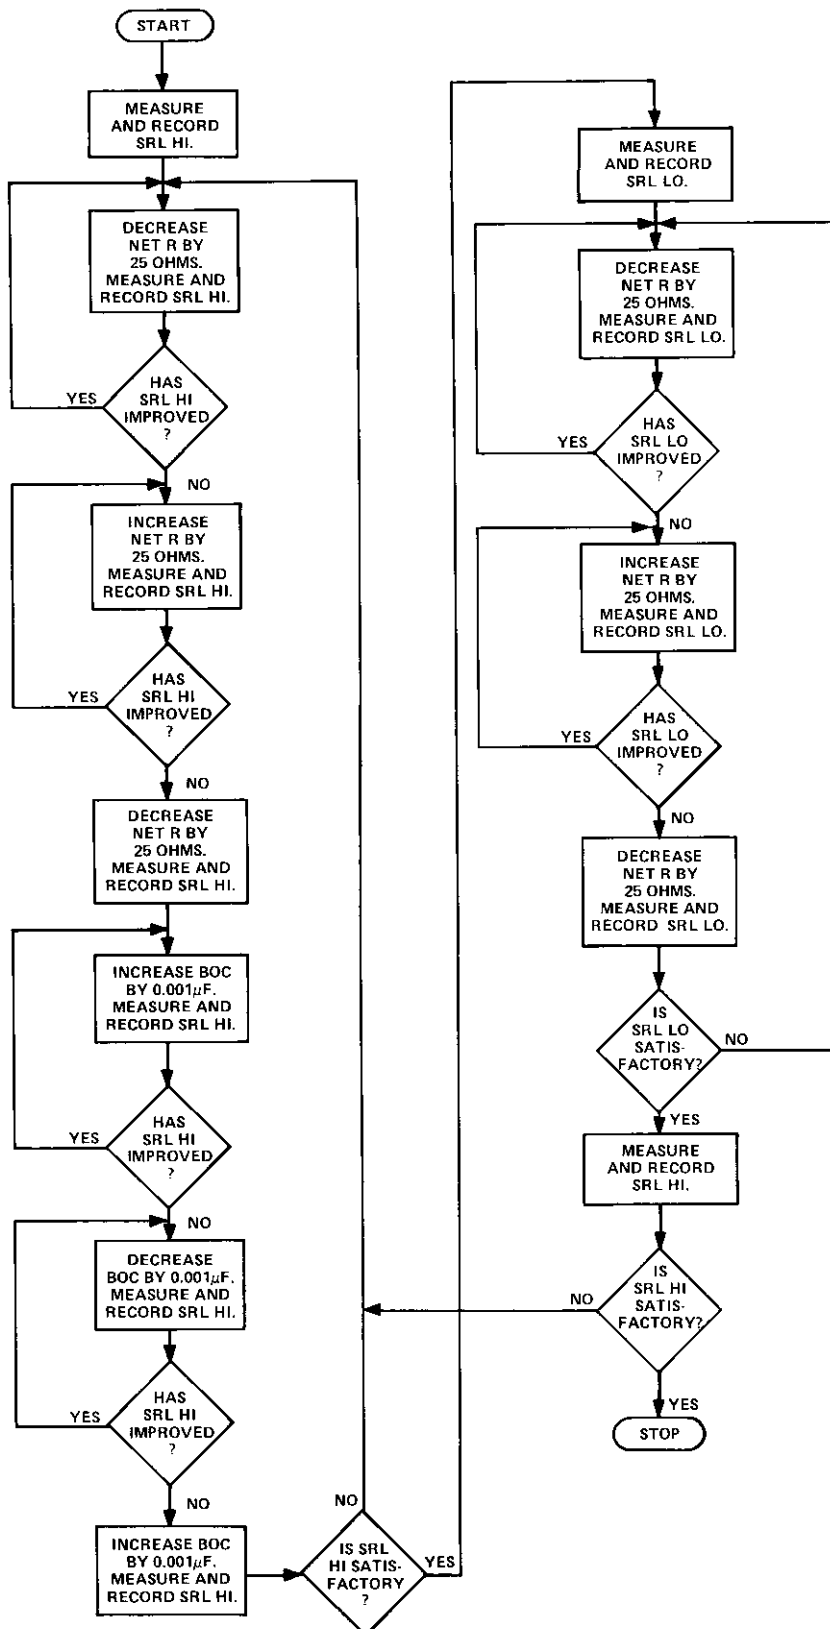 START
MEASURE
AND RECORD
SRL HI.
DECREASE
NET R BY
25 OHMS.
MEASURE AND
RECORD SRL HI.
HAS
SRL HI
IMPROVED
?
YES
NO
INCREASE
NET R BY
25 OHMS.
MEASURE AND
RECORD SRL HI.
HAS
SRL HI
IMPROVED
?
YES
NO
DECREASE
NET R BY
25 OHMS.
MEASURE AND
RECORD SRL HI.
INCREASE BOC
BY 0.001μF.
MEASURE AND
RECORD SRL HI.
HAS
SRL HI
IMPROVED
?
YES
NO
DECREASE
BOC BY 0.001μF.
MEASURE AND
RECORD SRL HI.
HAS
SRL HI
IMPROVED
?
YES
NO
INCREASE BOC
BY 0.001μF.
MEASURE AND
RECORD SRL HI.
IS SRL
HI SATIS-
FACTORY
?
NO
YES
MEASURE
AND RECORD
SRL LO.
DECREASE
NET R BY
25 OHMS.
MEASURE AND
RECORD SRL LO.
HAS
SRL LO
IMPROVED
?
YES
NO
INCREASE
NET R BY
25 OHMS.
MEASURE AND
RECORD SRL LO.
HAS
SRL LO
IMPROVED
?
YES
NO
DECREASE
NET R BY
25 OHMS.
MEASURE AND
RECORD SRL LO.
IS
SRL LO
SATIS-
FACTORY?
NO
YES
MEASURE
AND RECORD
SRL HI.
IS
SRL HI
SATIS-
FACTORY?
NO
YES
STOP